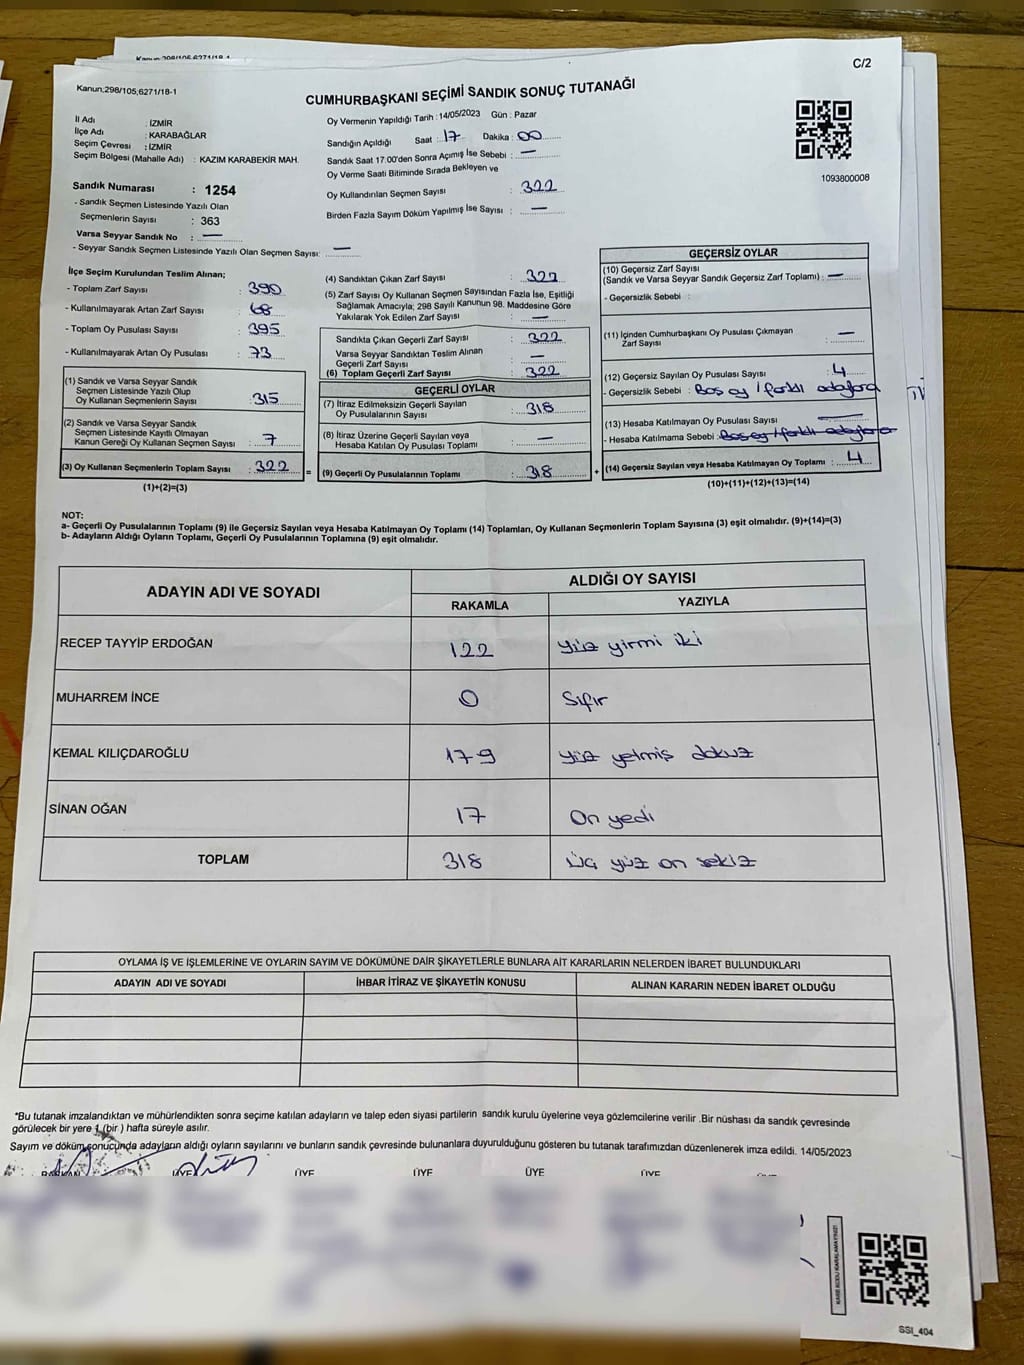 Kanun:298/105,6271/18-1
C/2
Kanun:298/105,6271/18-1
CUMHURBAŞKANI SEÇİMİ SANDIK SONUÇ TUTANAĞI
İl Adı : İZMİR
İlçe Adı : KARABAĞLAR
Seçim Çevresi : İZMİR
Seçim Bölgesi (Mahalle Adı) : KAZIM KARABEKİR MAH.
Sandık Numarası : 1254
- Sandık Seçmen Listesinde Yazılı Olan
Seçmenlerin Sayısı : 363
Varsa Seyyar Sandık No : —
- Seyyar Sandık Seçmen Listesinde Yazılı Olan Seçmen Sayısı: —
Oy Vermenin Yapıldığı Tarih :14/05/2023 Gün : Pazar
Sandığın Açıldığı Saat : 17 Dakika : 00
Sandık Saat 17:00'den Sonra Açımış İse Sebebi : —
Oy Verme Saati Bitiminde Sırada Bekleyen ve
Oy Kullandırılan Seçmen Sayısı : 322
Birden Fazla Sayım Döküm Yapılmış İse Sayısı : —
1093800008
İlçe Seçim Kurulundan Teslim Alınan;
- Toplam Zarf Sayısı : 390
- Kullanılmayarak Artan Zarf Sayısı : 68
- Toplam Oy Pusulası Sayısı : 395
- Kullanılmayarak Artan Oy Pusulası : 73
(1) Sandık ve Varsa Seyyar Sandık
Seçmen Listesinde Yazılı Olup
Oy Kullanan Seçmenlerin Sayısı : 315
(2) Sandık ve Varsa Seyyar Sandık
Seçmen Listesinde Kayıtlı Olmayan
Kanun Gereği Oy Kullanan Seçmen Sayısı : 7
(3) Oy Kullanan Seçmenlerin Toplam Sayısı : 322 =
(1)+(2)=(3)
(4) Sandıktan Çıkan Zarf Sayısı : 322
(5) Zarf Sayısı Oy Kullanan Seçmen Sayısından Fazla İse, Eşitliği
Sağlamak Amacıyla; 298 Sayılı Kanunun 98. Maddesine Göre
Yakılarak Yok Edilen Zarf Sayısı : —
Sandıkta Çıkan Geçerli Zarf Sayısı : 322
Varsa Seyyar Sandıktan Teslim Alınan
Geçerli Zarf Sayısı : —
(6) Toplam Geçerli Zarf Sayısı : 322
GEÇERLİ OYLAR
(7) İtiraz Edilmeksizin Geçerli Sayılan
Oy Pusulalarının Sayısı : 318
(8) İtiraz Üzerine Geçerli Sayılan veya
Hesaba Katılan Oy Pusulası Toplamı : —
(9) Geçerli Oy Pusulalarının Toplamı : 318 +
GEÇERSİZ OYLAR
(10) Geçersiz Zarf Sayısı
(Sandık ve Varsa Seyyar Sandık Geçersiz Zarf Toplamı) : —
- Geçersizlik Sebebi :
(11) İçinden Cumhurbaşkanı Oy Pusulası Çıkmayan
Zarf Sayısı : —
(12) Geçersiz Sayılan Oy Pusulası Sayısı : 4
- Geçersizlik Sebebi : Boş oy / farklı adaylara
(13) Hesaba Katılmayan Oy Pusulası Sayısı : —
- Hesaba Katılmama Sebebi : Boş oy / farklı adaylara
(14) Geçersiz Sayılan veya Hesaba Katılmayan Oy Toplamı : 4
(10)+(11)+(12)+(13)=(14)
NOT:
a- Geçerli Oy Pusulalarının Toplamı (9) ile Geçersiz Sayılan veya Hesaba Katılmayan Oy Toplamı (14) Toplamları, Oy Kullanan Seçmenlerin Toplam Sayısına (3) eşit olmalıdır. (9)+(14)=(3)
b- Adayların Aldığı Oyların Toplamı, Geçerli Oy Pusulalarının Toplamına (9) eşit olmalıdır.
ADAYIN ADI VE SOYADI ALDIĞI OY SAYISI
RAKAMLA YAZIYLA
RECEP TAYYİP ERDOĞAN 122 yüz yirmi iki
MUHARREM İNCE 0 Sıfır
KEMAL KILIÇDAROĞLU 179 yüz yetmiş dokuz
SİNAN OĞAN 17 On yedi
TOPLAM 318 Üç yüz on sekiz
OYLAMA İŞ VE İŞLEMLERİNE VE OYLARIN SAYIM VE DÖKÜMÜNE DAİR ŞİKAYETLERLE BUNLARA AİT KARARLARIN NELERDEN İBARET BULUNDUKLARI
ADAYIN ADI VE SOYADI İHBAR İTİRAZ VE ŞİKAYETİN KONUSU ALINAN KARARIN NEDEN İBARET OLDUĞU
*Bu tutanak imzalandıktan ve mühürlendikten sonra seçime katılan adayların ve talep eden siyasi partilerin sandık kurulu üyelerine veya gözlemcilerine verilir .Bir nüshası da sandık çevresinde
görülecek bir yere 1 (bir ) hafta süreyle asılır.
Sayım ve döküm sonucunda adayların aldığı oyların sayılarını ve bunların sandık çevresinde bulunanlara duyurulduğunu gösteren bu tutanak tarafımızdan düzenlenerek imza edildi. 14/05/2023
BAŞKAN ÜYE ÜYE ÜYE ÜYE ÜYE
SSI_404